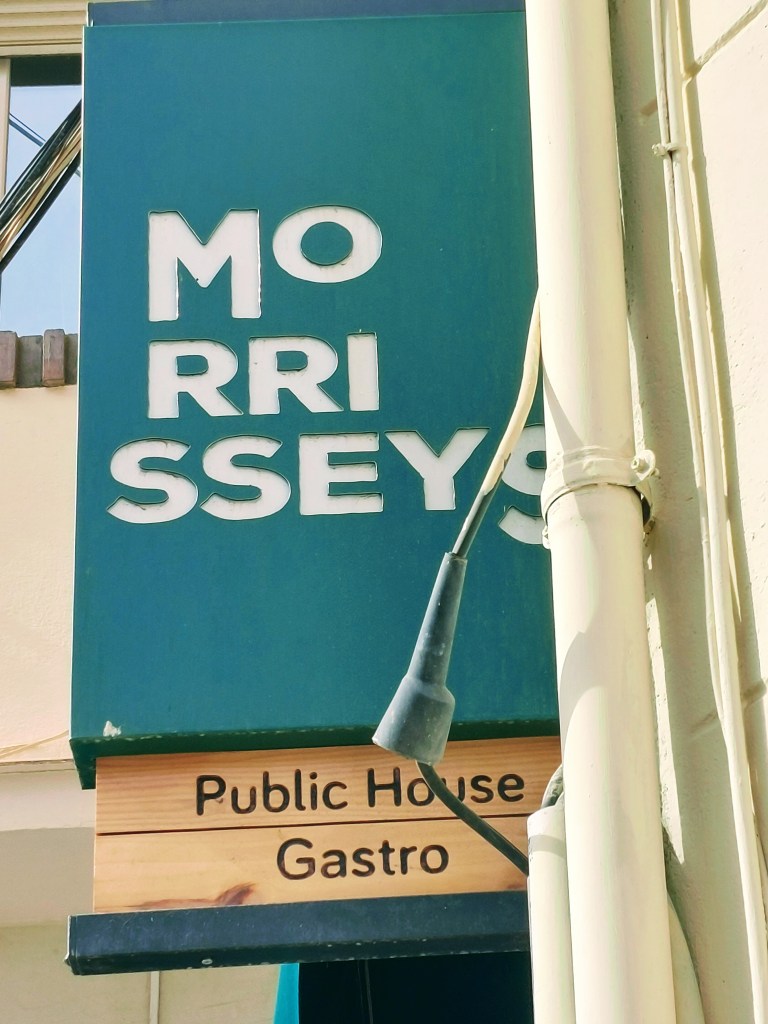 MO
RRI
SSEYS
Public House
Gastro